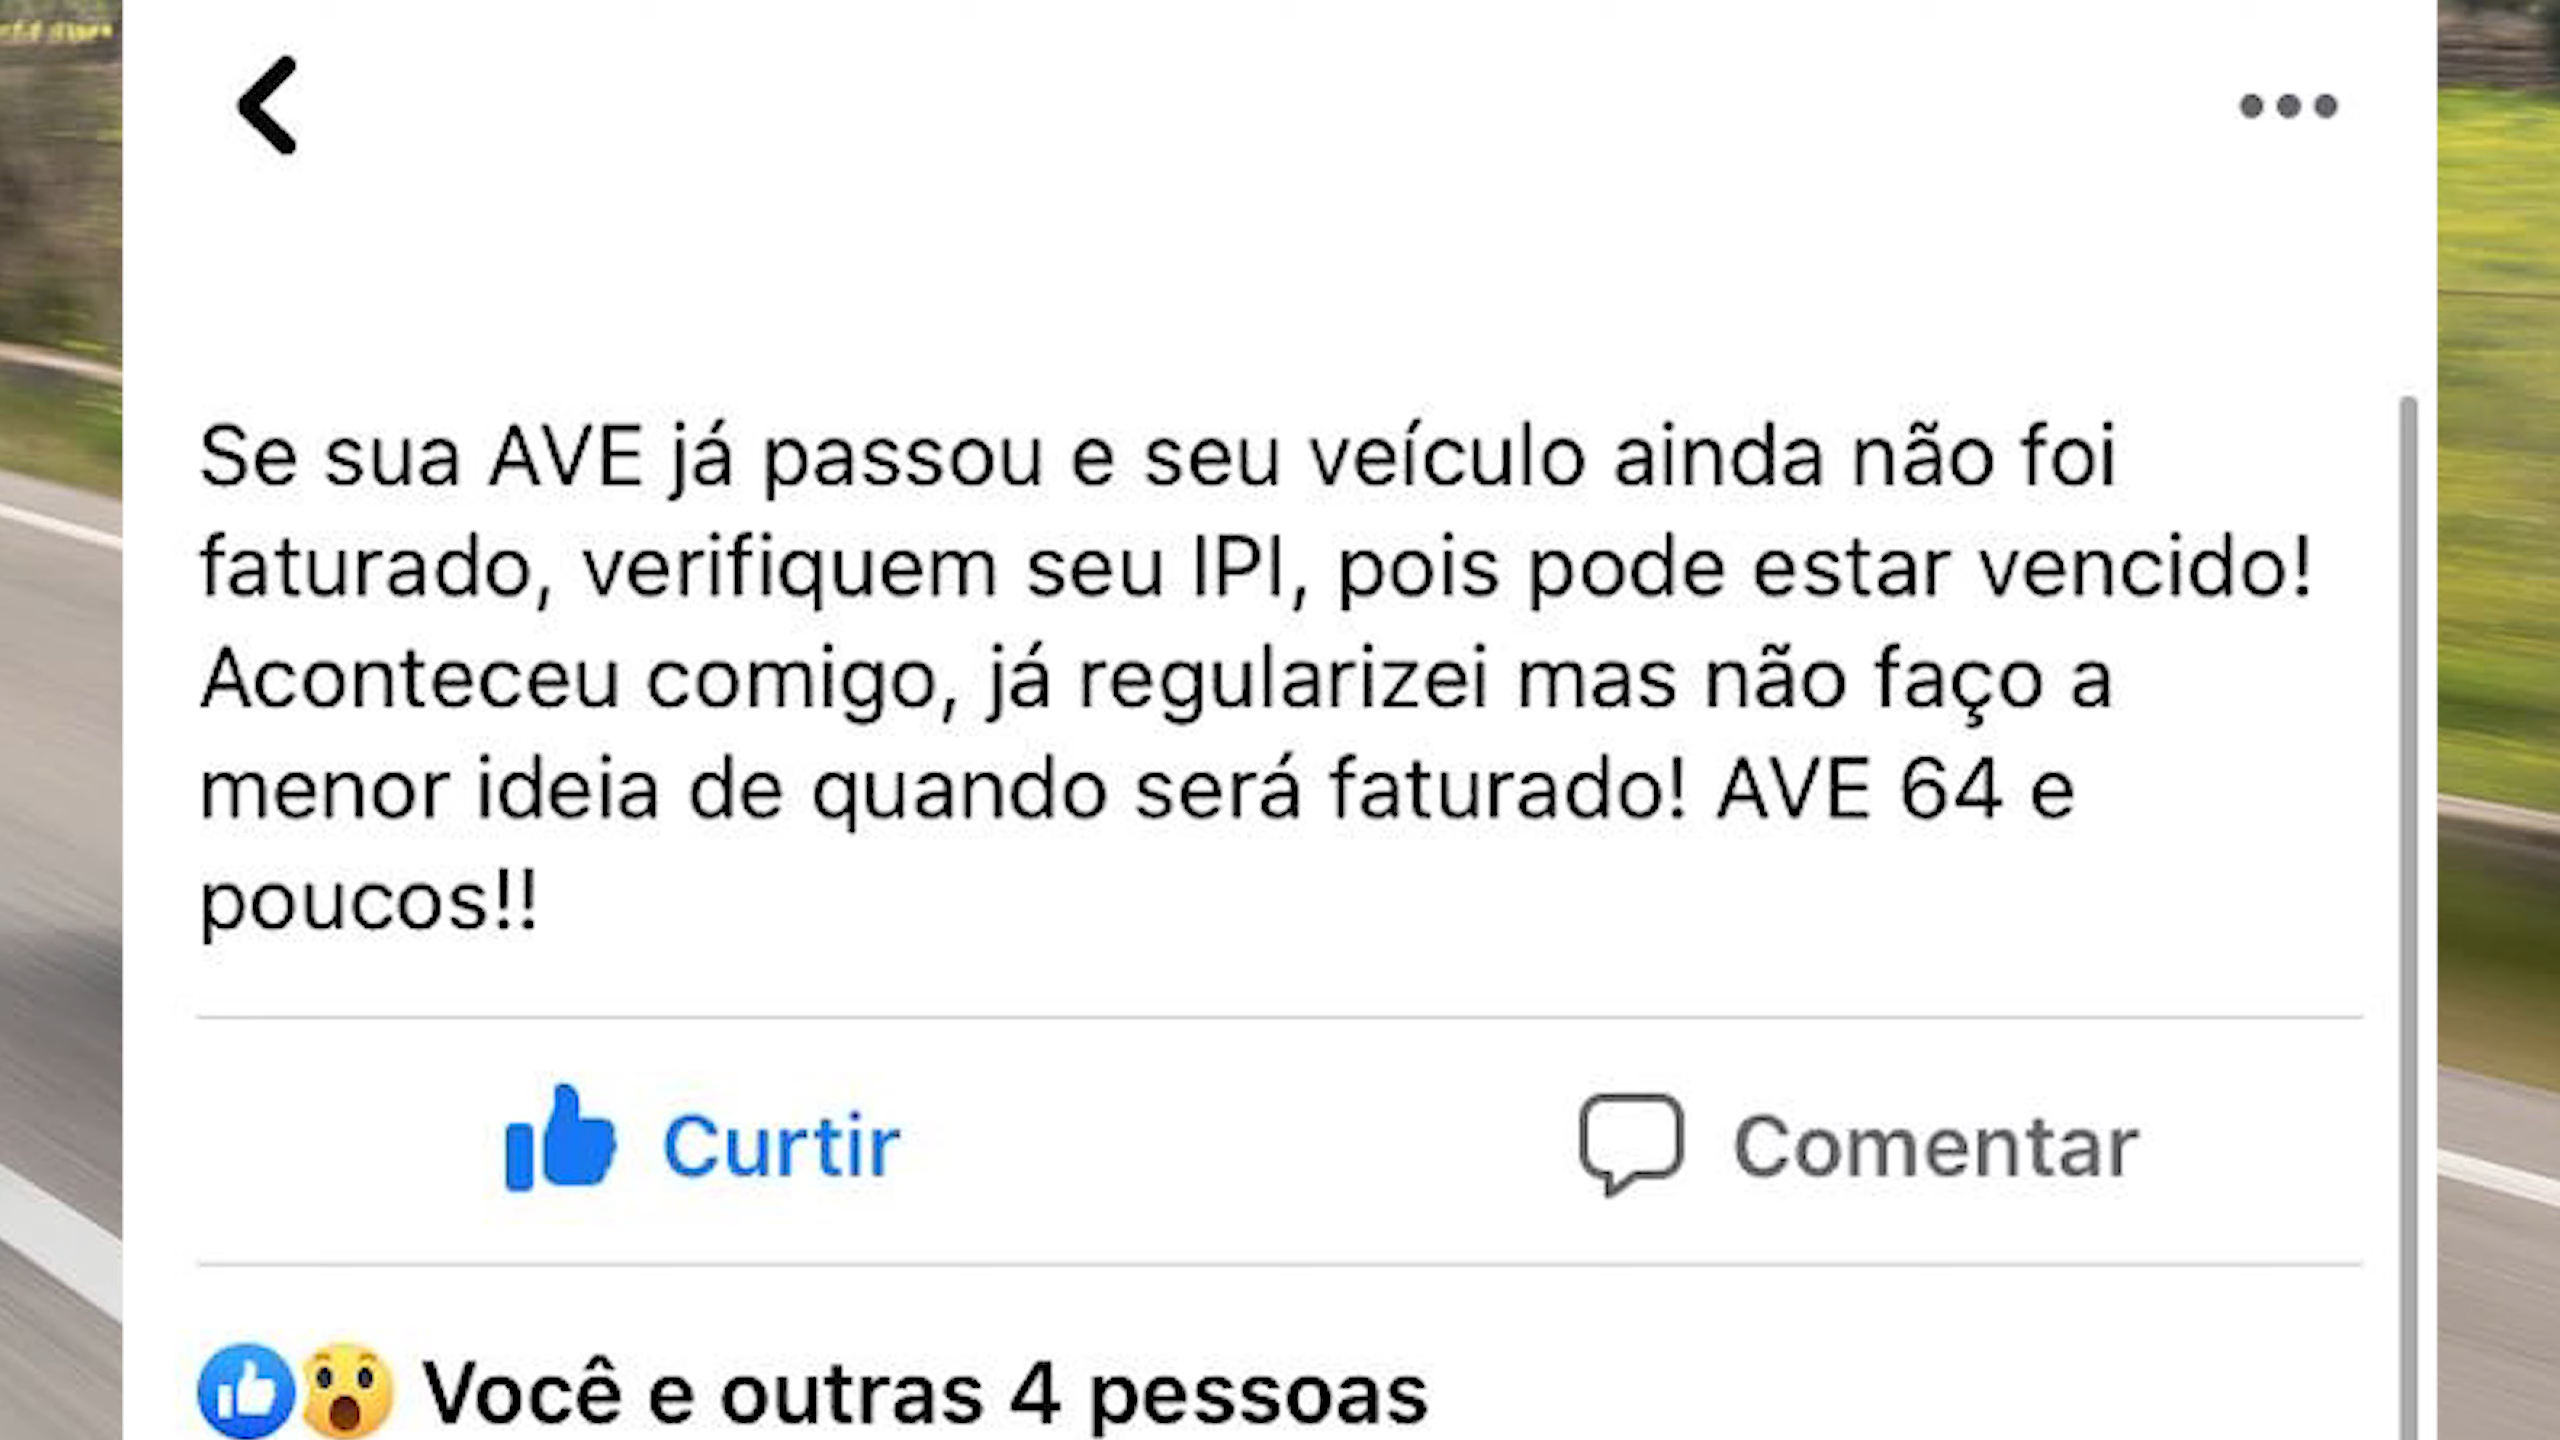 Se sua AVE já passou e seu veículo ainda não foi
faturado, verifiquem seu IPI, pois pode estar vencido!
Aconteceu comigo, já regularizei mas não faço a
menor ideia de quando será faturado! AVE 64 e
poucos!!
Curtir
Comentar
Você e outras 4 pessoas